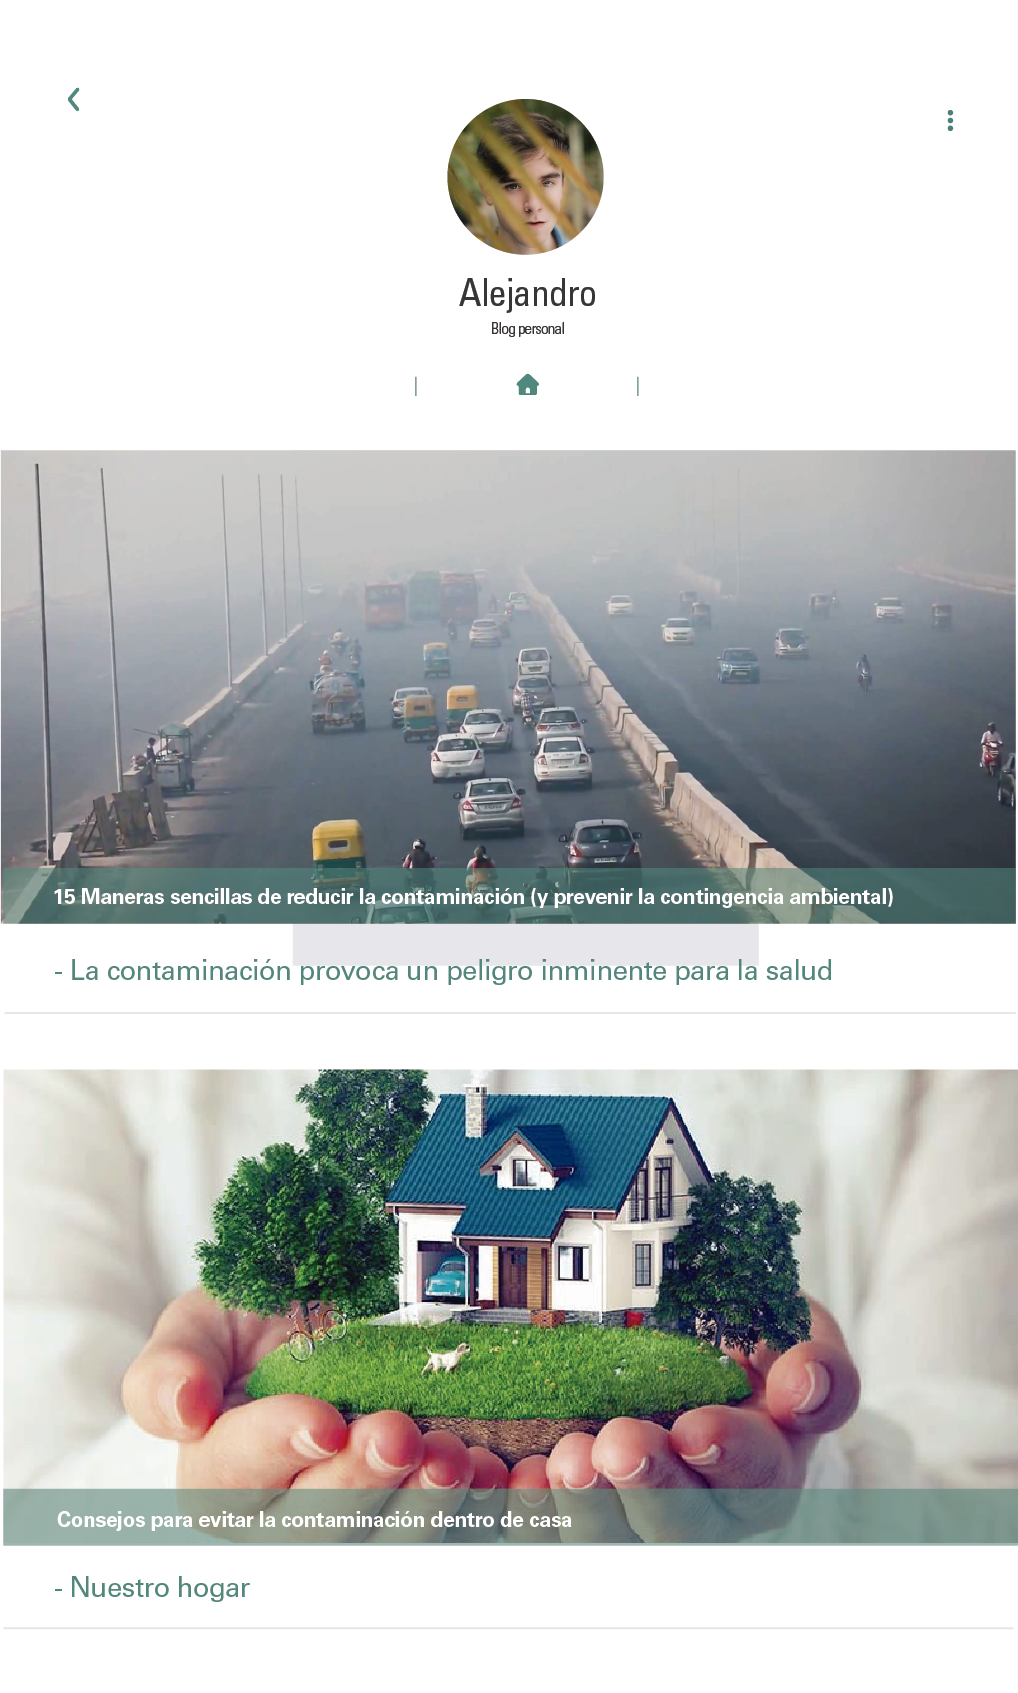 Alejandro
Blog personal
15 Maneras sencillas de reducir la contaminación (y prevenir la contingencia ambiental)
- La contaminación provoca un peligro inminente para la salud
Consejos para evitar la contaminación dentro de casa
- Nuestro hogar